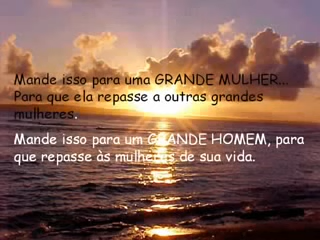 Mande isso para uma GRANDE MULHER...
Para que ela repasse a outras grandes
mulheres.
Mande isso para um GRANDE HOMEM, para
que repasse às mulheres de sua vida.